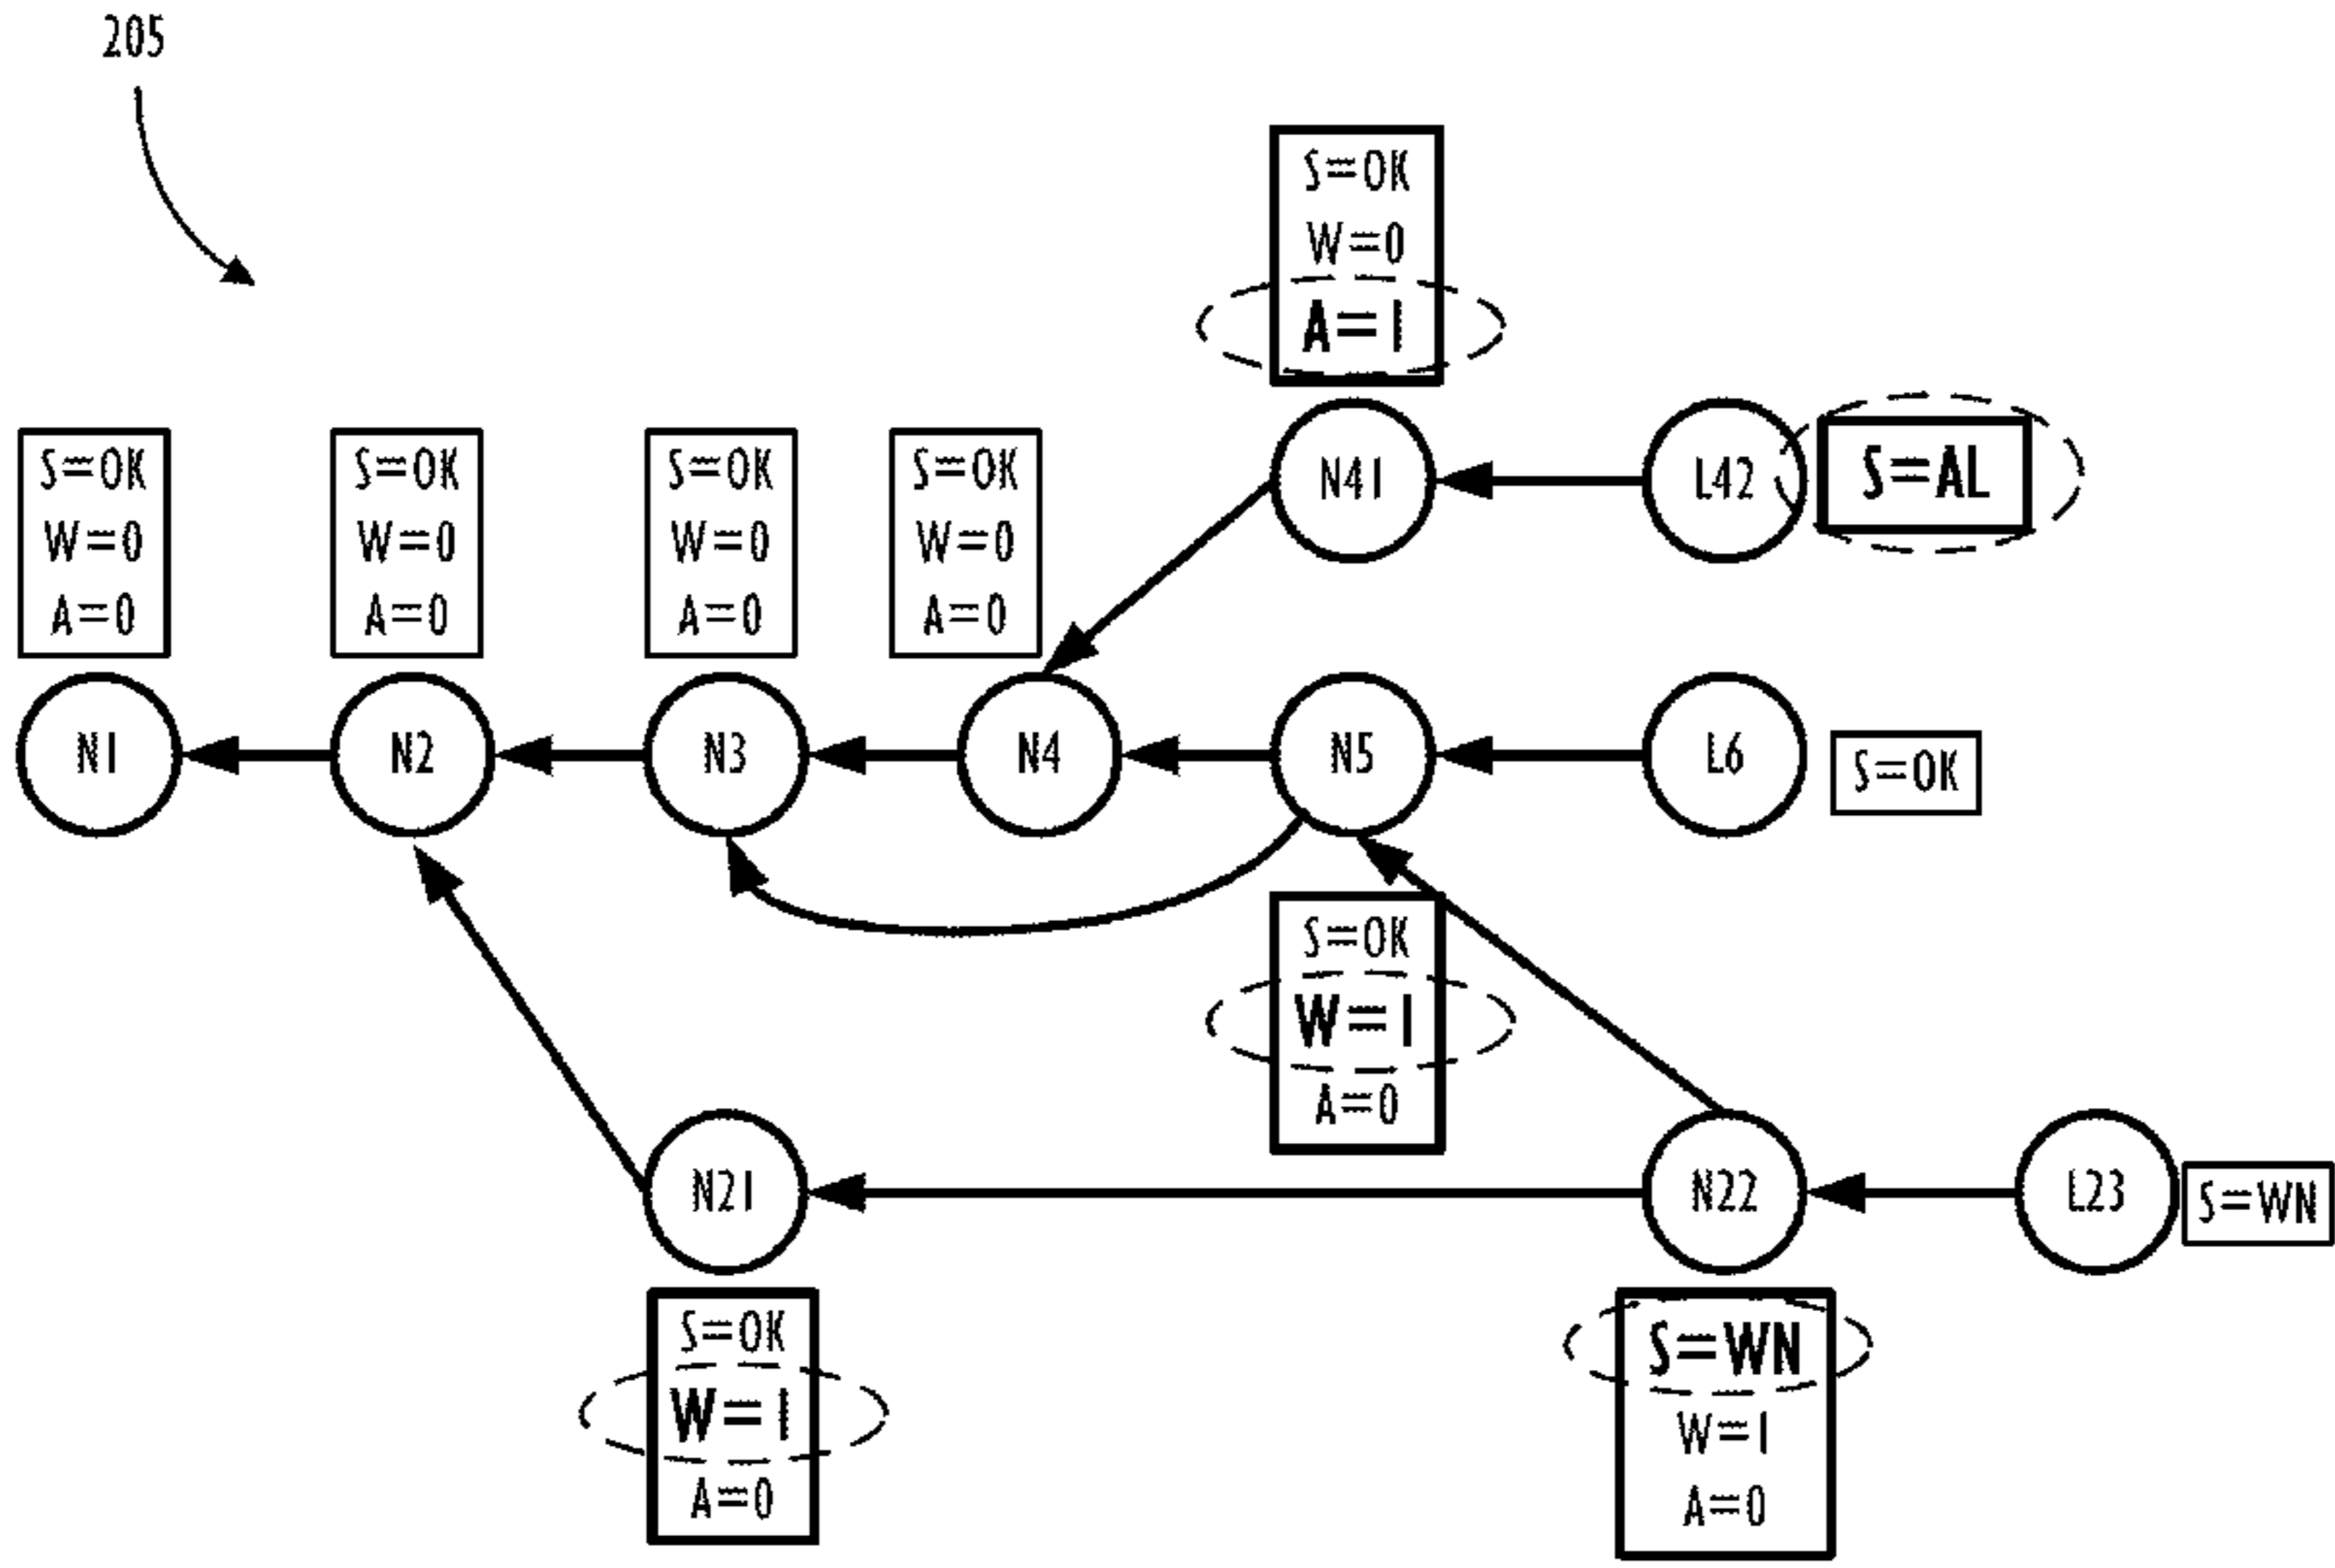 205
S=OK
W=0
A=1
N41
L42
S=AL
S=OK
W=0
A=0
S=OK
W=0
A=0
S=OK
W=0
A=0
S=OK
W=0
A=0
N1
N2
N3
N4
N5
L6
S=OK
S=OK
W=1
A=0
N21
N22
L23
S=WN
S=OK
W=1
A=0
S=WN
W=1
A=0